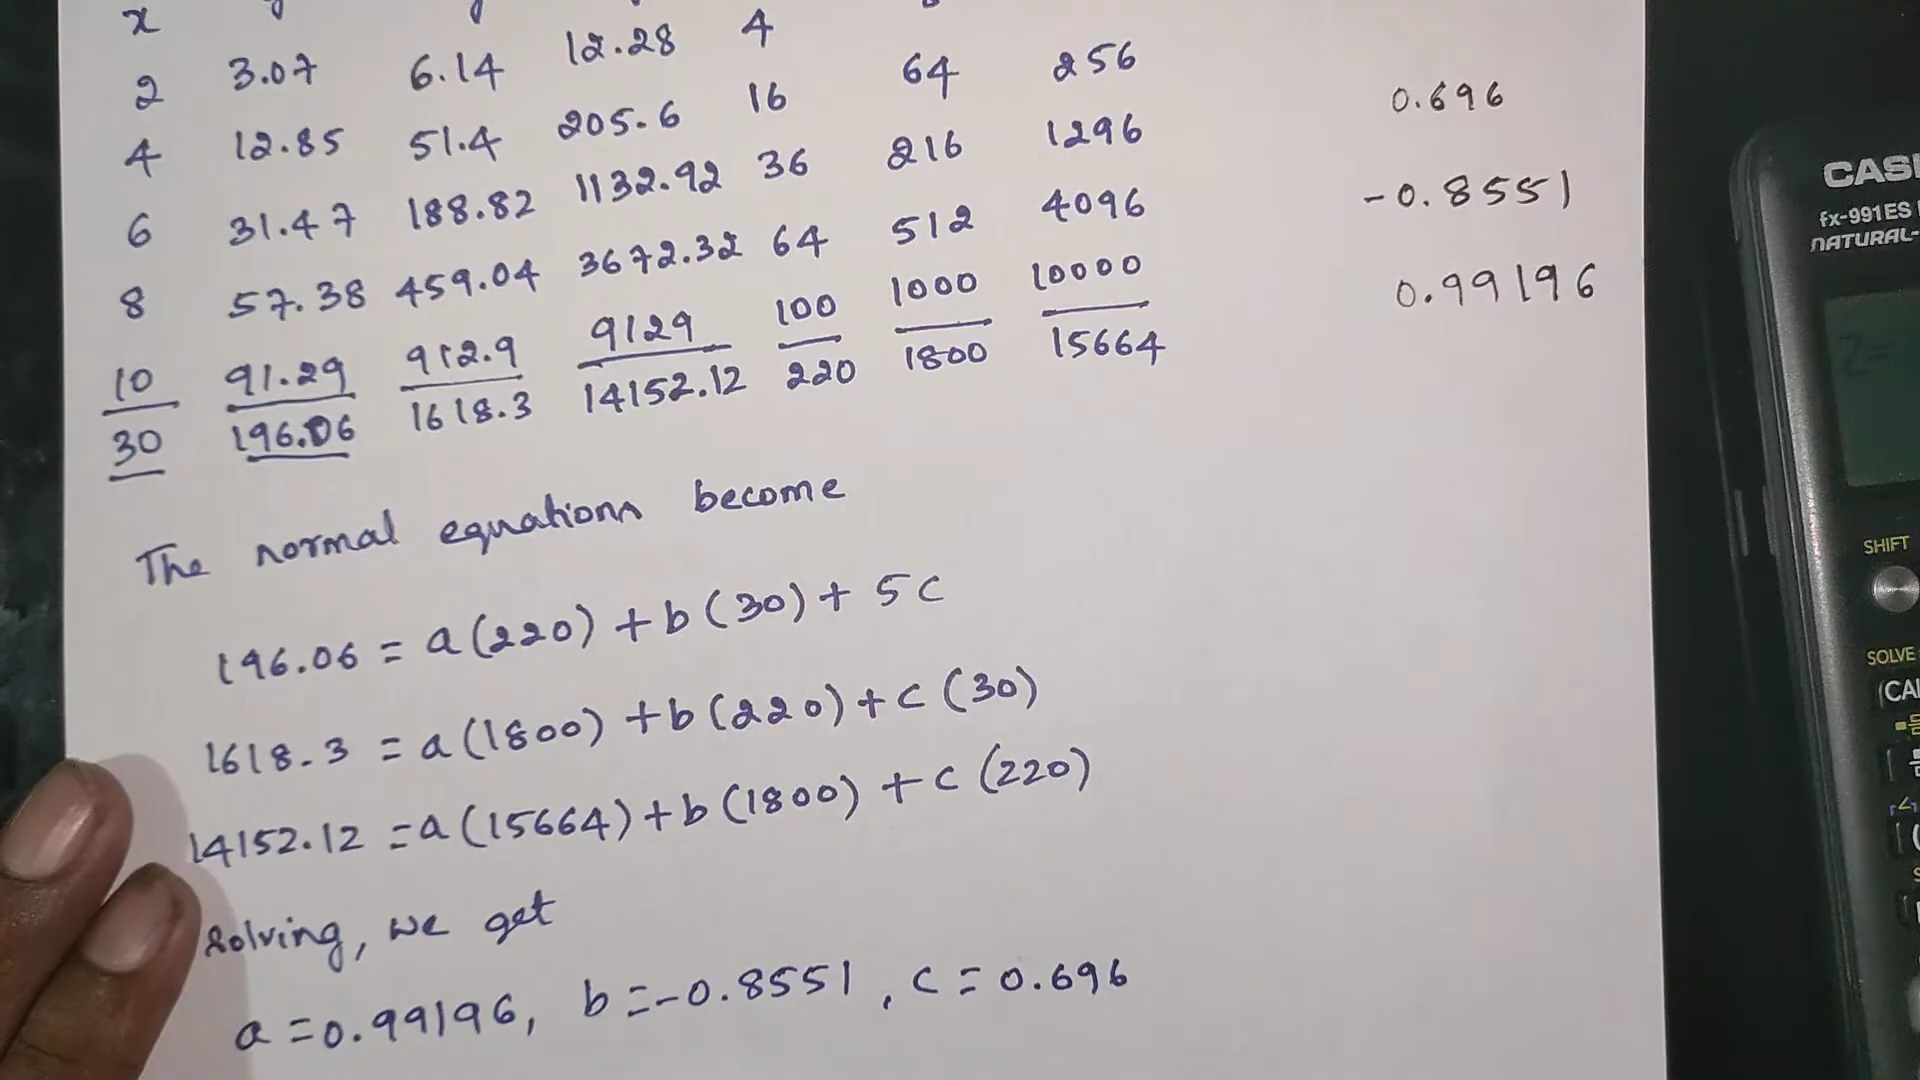 x
2 3.07 6.14 12.28 4
4 12.85 51.4 205.6 16 64 256
6 31.47 188.82 1132.92 36 216 1296
8 57.38 459.04 3672.32 64 512 4096
10 91.29 912.9 9129 100 1000 10000
30 196.06 1618.3 14152.12 220 1800 15664
0.696
-0.8551
0.99196
The normal equations become
196.06 = a(220) + b(30) + 5c
1618.3 = a(1800) + b(220) + c(30)
14152.12 = a(15664) + b(1800) + c(220)
Solving, we get
a = 0.99196, b = -0.8551, c = 0.696
CASI
fx-991ES
NATURAL-
SHIFT
SOLVE
CAL